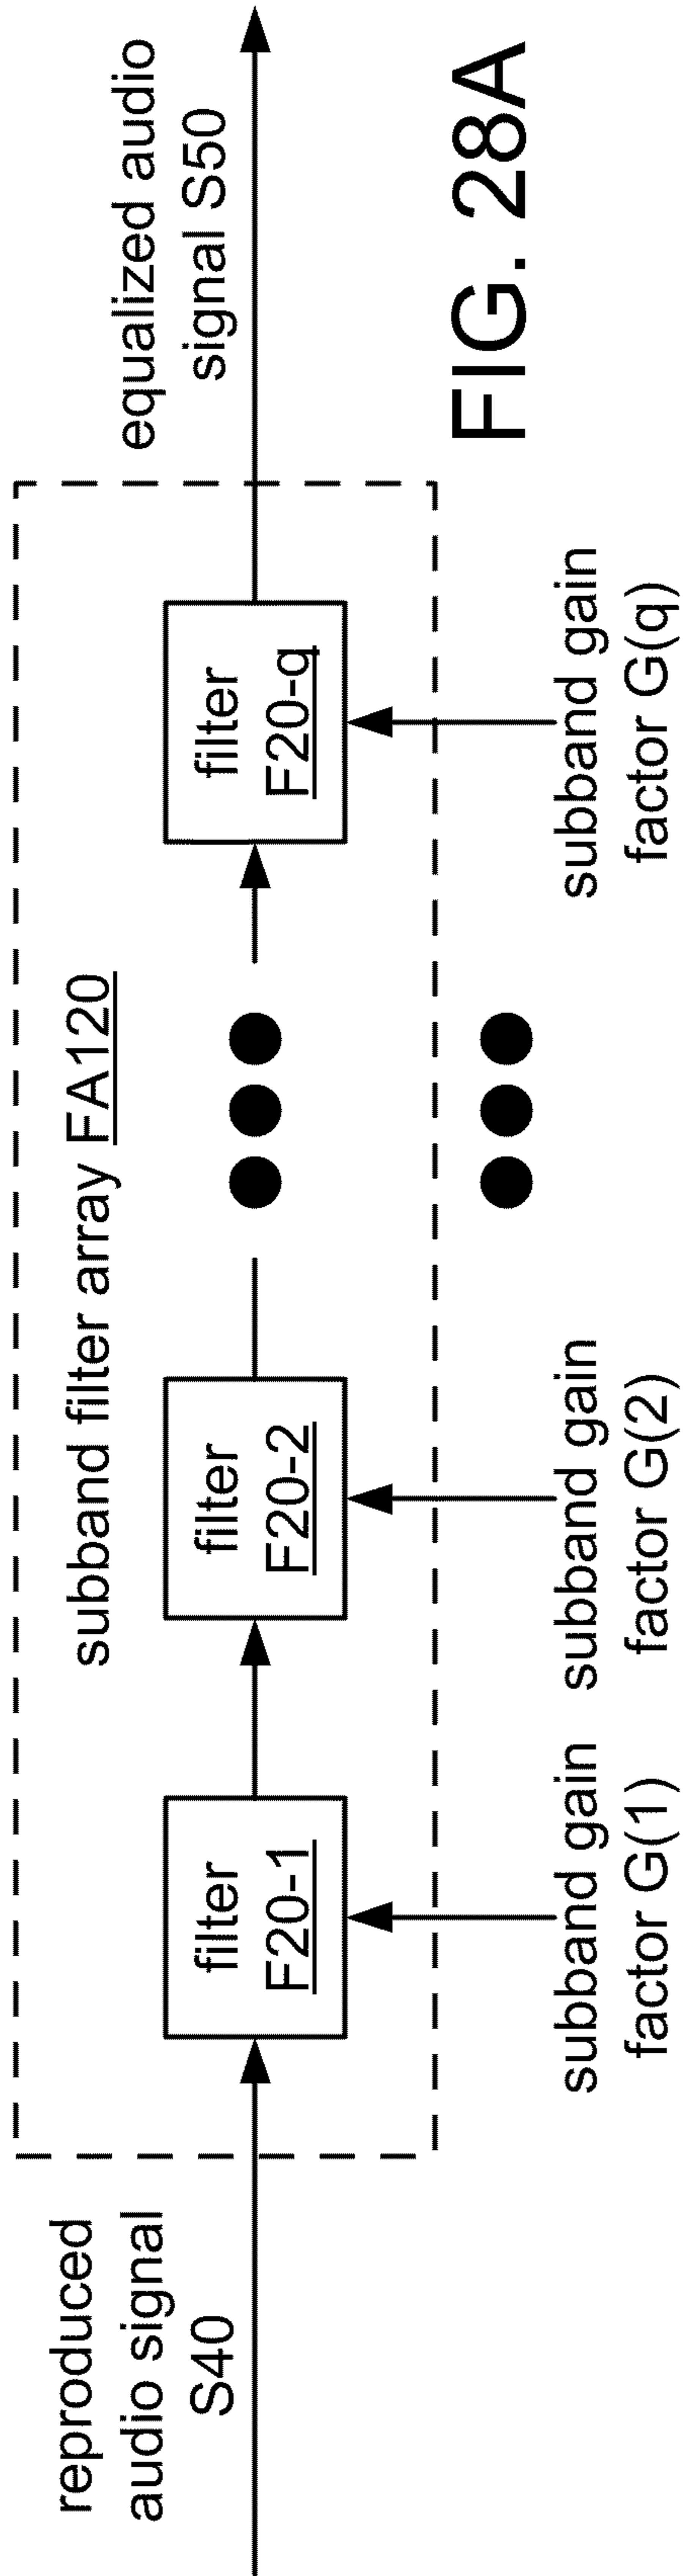 reproduced
audio signal
S40
subband filter array FA120
filter
F20-1
filter
F20-2
filter
F20-q
equalized audio
signal S50
subband gain
factor G(1)
subband gain
factor G(2)
subband gain
factor G(q)
FIG. 28A